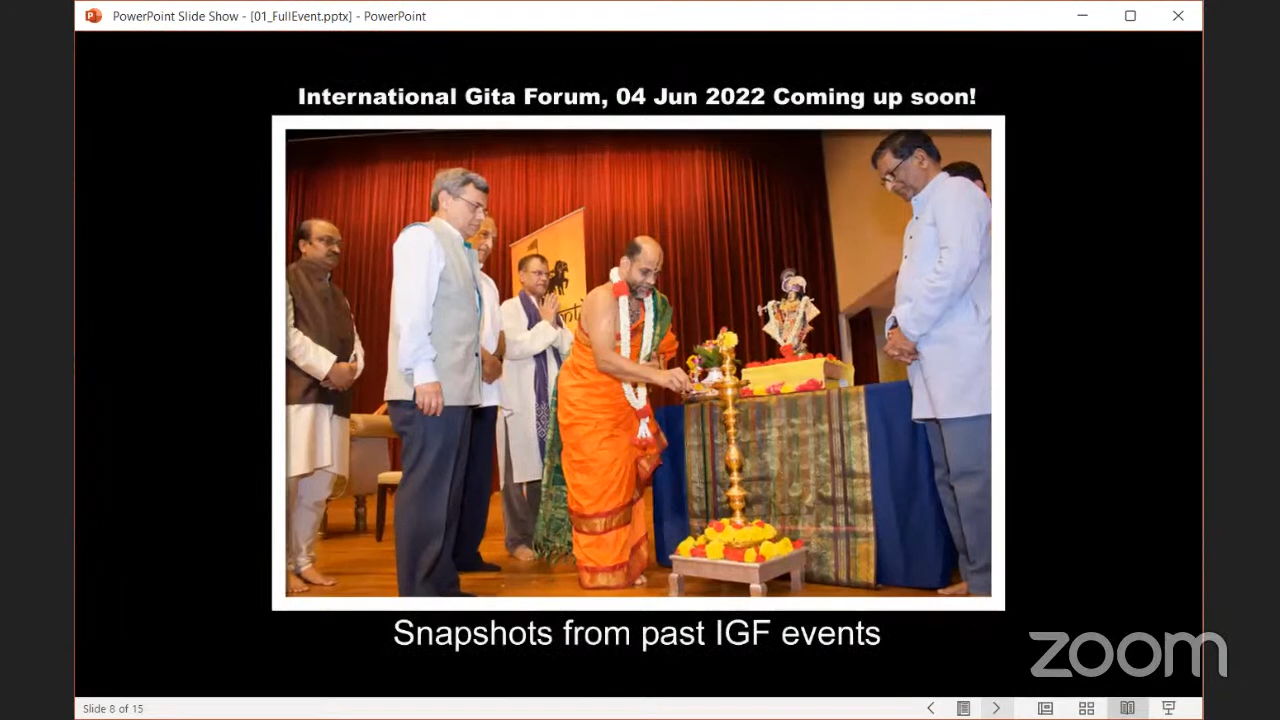 PowerPoint Slide Show - [01_FullEvent.pptx] - PowerPoint
International Gita Forum, 04 Jun 2022 Coming up soon!
Snapshots from past IGF events
zoom
Slide 8 of 15